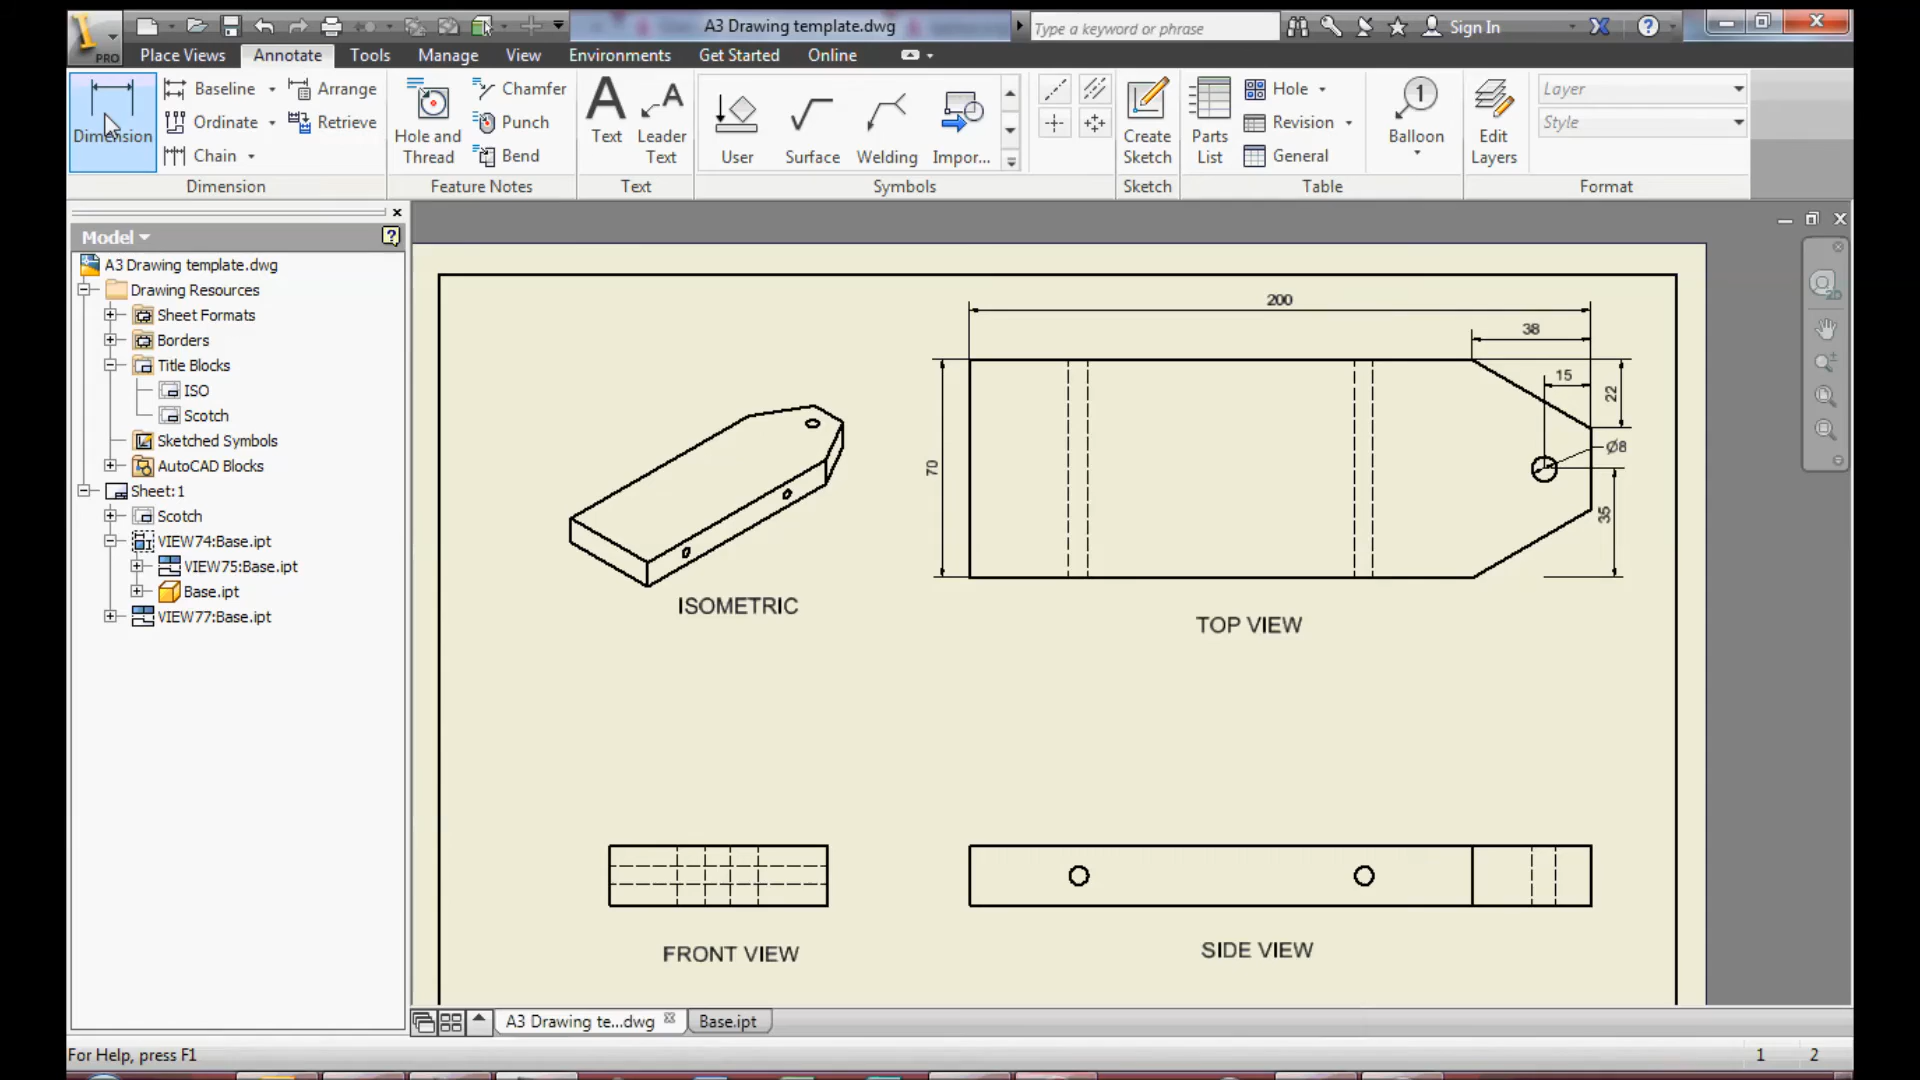 PRO
A3 Drawing template.dwg
Type a keyword or phrase
Sign In
Place Views
Annotate
Tools
Manage
View
Environments
Get Started
Online
Dimension
Baseline
Ordinate
Chain
Arrange
Retrieve
Dimension
Hole and
Thread
Chamfer
Punch
Bend
Feature Notes
Text
Leader
Text
Text
User
Surface
Welding
Impor...
Symbols
Create
Sketch
Sketch
Parts
List
Hole
Revision
General
Table
1
Balloon
Edit
Layers
Layer
Style
Format
Model
A3 Drawing template.dwg
Drawing Resources
Sheet Formats
Borders
Title Blocks
ISO
Scotch
Sketched Symbols
AutoCAD Blocks
Sheet:1
Scotch
VIEW74:Base.ipt
VIEW75:Base.ipt
Base.ipt
VIEW77:Base.ipt
200
38
15
22
Ø8
70
35
ISOMETRIC
TOP VIEW
FRONT VIEW
SIDE VIEW
2D
A3 Drawing te...dwg
Base.ipt
For Help, press F1
1
2